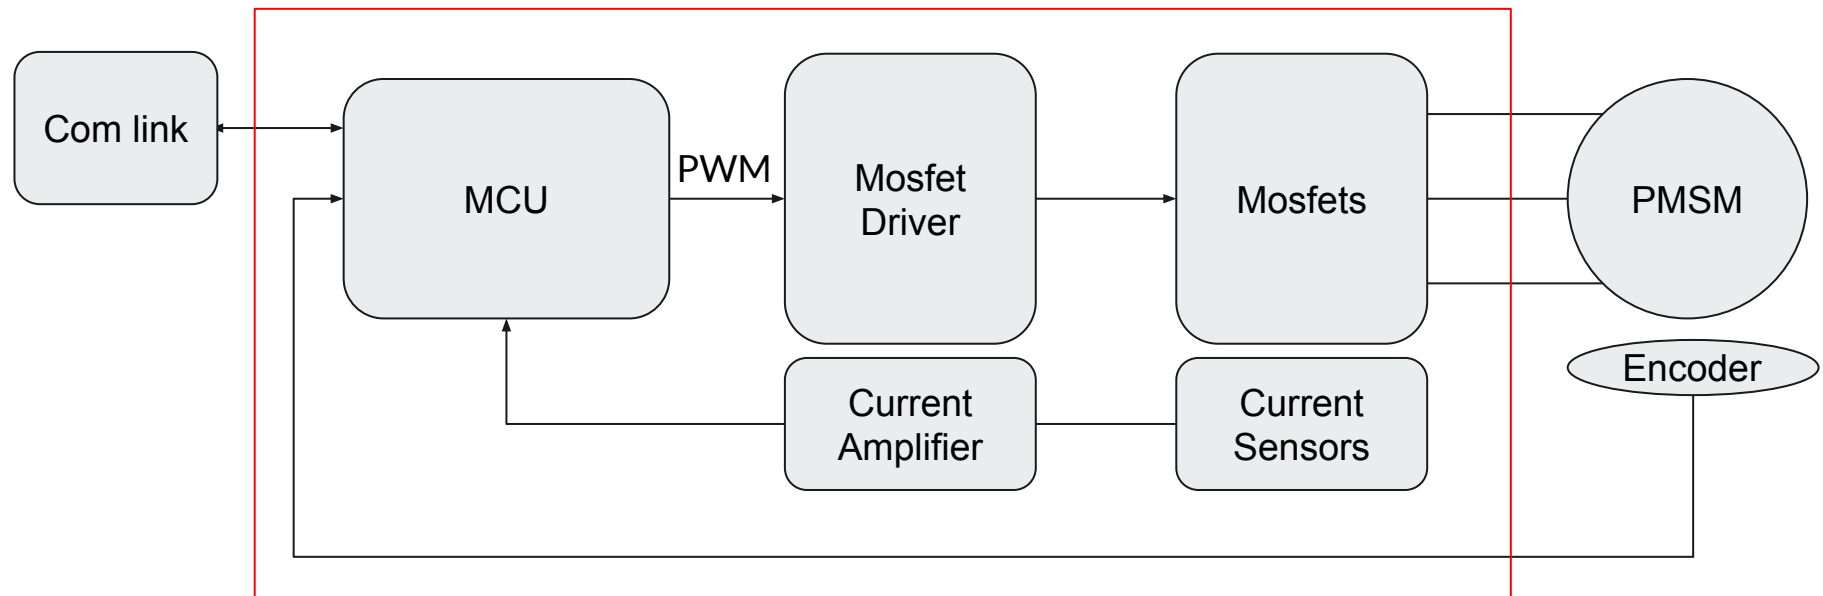 Com link
MCU
PWM
Mosfet
Driver
Mosfets
PMSM
Encoder
Current
Amplifier
Current
Sensors